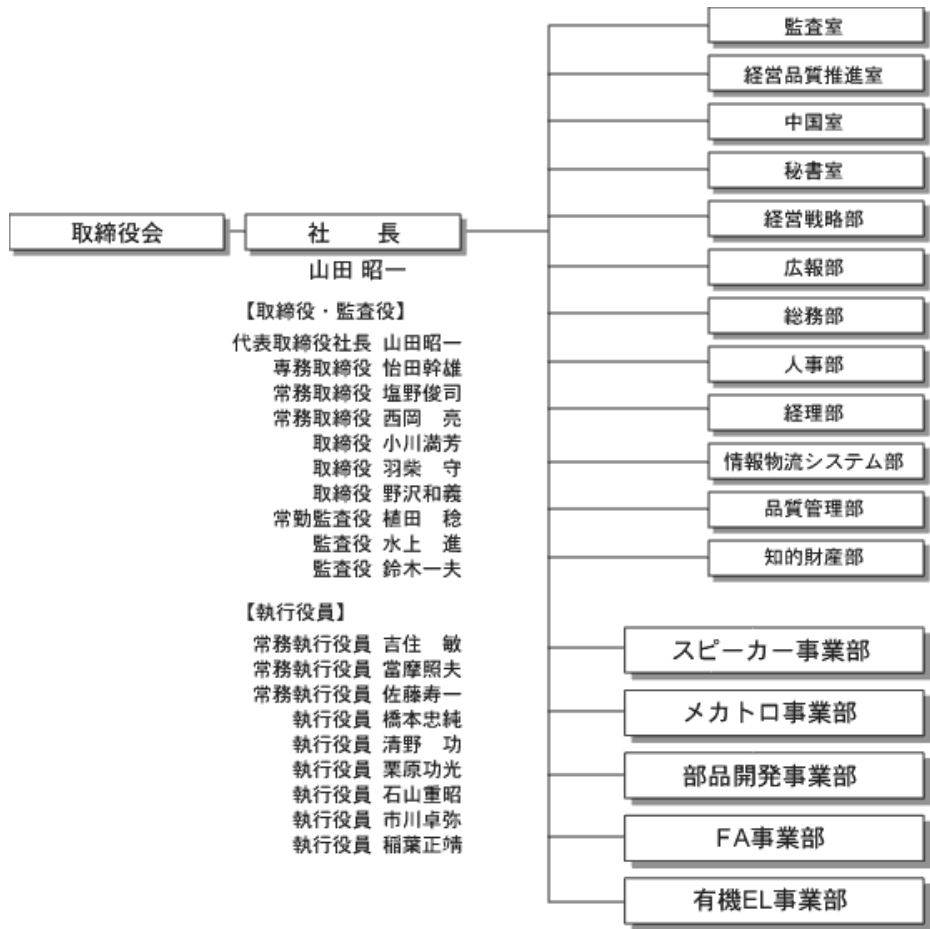 取締役会
社　長
山田 昭一
【取締役・監査役】
代表取締役社長 山田昭一
専務取締役 怡田幹雄
常務取締役 塩野俊司
常務取締役 西岡　亮
取締役 小川満芳
取締役 羽柴　守
取締役 野沢和義
常勤監査役 植田　稔
監査役 水上　進
監査役 鈴木一夫
【執行役員】
常務執行役員 吉住　敏
常務執行役員 當摩照夫
常務執行役員 佐藤寿一
執行役員 橋本忠純
執行役員 清野　功
執行役員 栗原功光
執行役員 石山重昭
執行役員 市川卓弥
執行役員 稲葉正靖
監査室
経営品質推進室
中国室
秘書室
経営戦略部
広報部
総務部
人事部
経理部
情報物流システム部
品質管理部
知的財産部
スピーカー事業部
メカトロ事業部
部品開発事業部
FA事業部
有機EL事業部